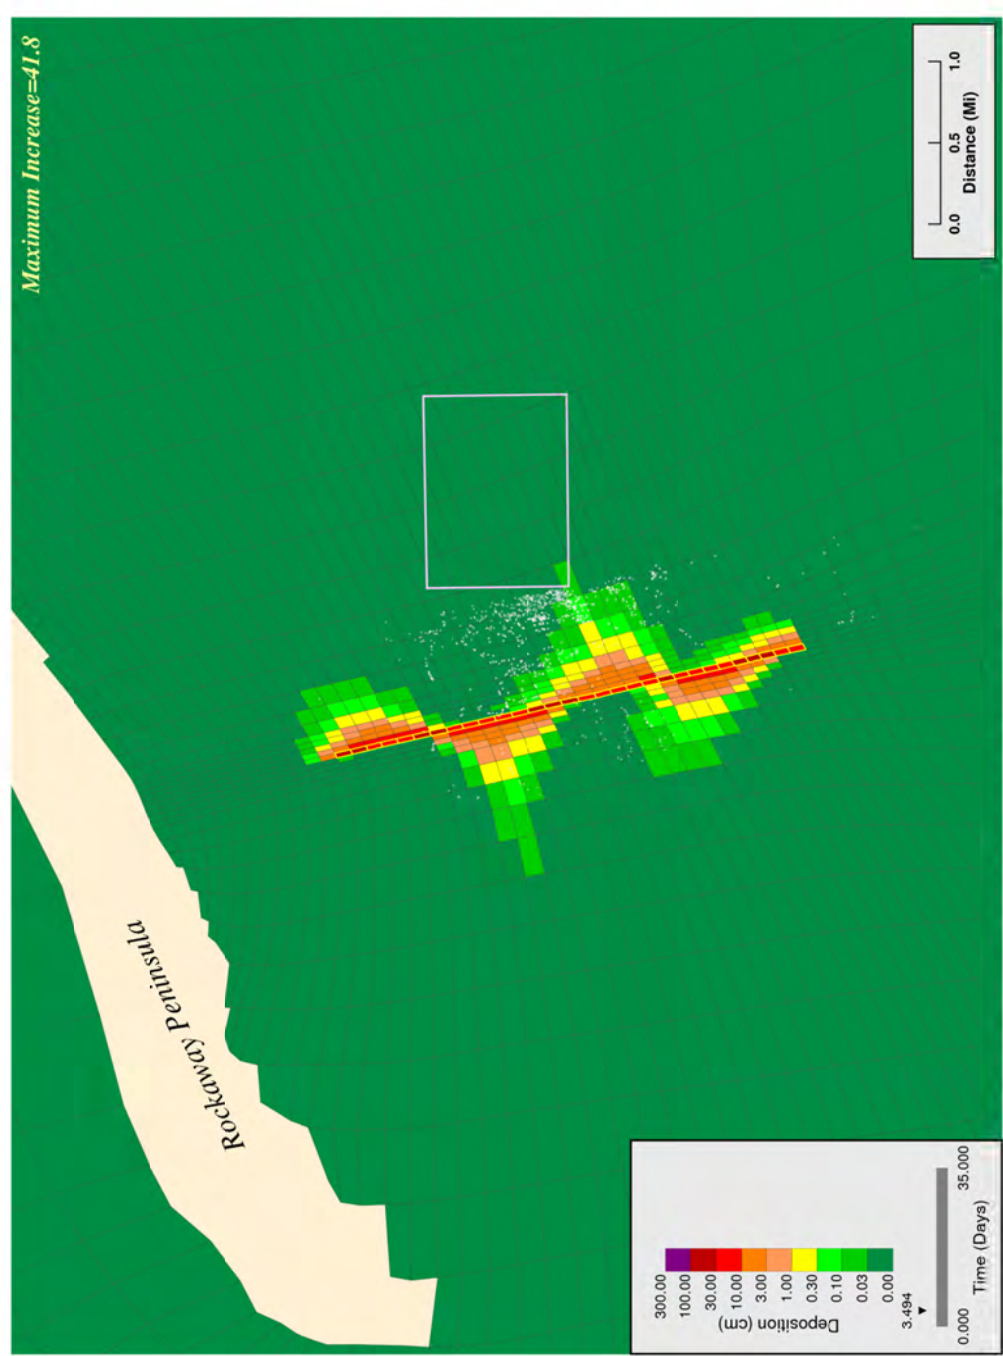 Maximum Increase=41.8
Rockaway Peninsula
0.0 0.5 1.0
Distance (Mi)
300.00
100.00
30.00
10.00
3.00
1.00
0.30
0.10
0.03
0.00
Deposition (cm)
3.494
0.000 35.000
Time (Days)